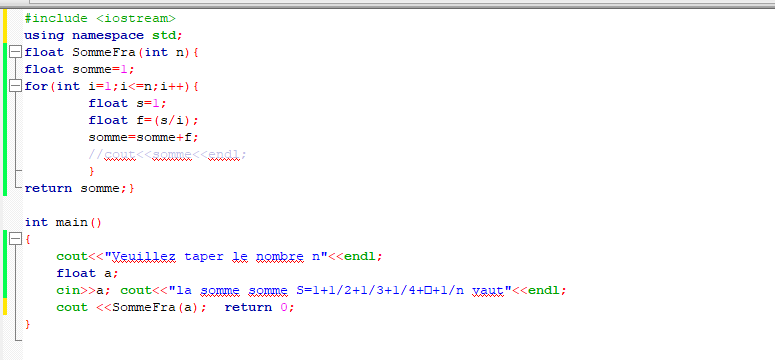 #include <iostream>
using namespace std;
float SommeFra(int n){
float somme=1;
for(int i=1;i<=n;i++){
float s=1;
float f=(s/i);
somme=somme+f;
//cout<<somme<<endl;
}
return somme;}
int main()
{
cout<<"Veuillez taper le nombre n"<<endl;
float a;
cin>>a; cout<<"la somme somme S=1+1/2+1/3+1/4+□+1/n vaut"<<endl;
cout <<SommeFra(a); return 0;
}